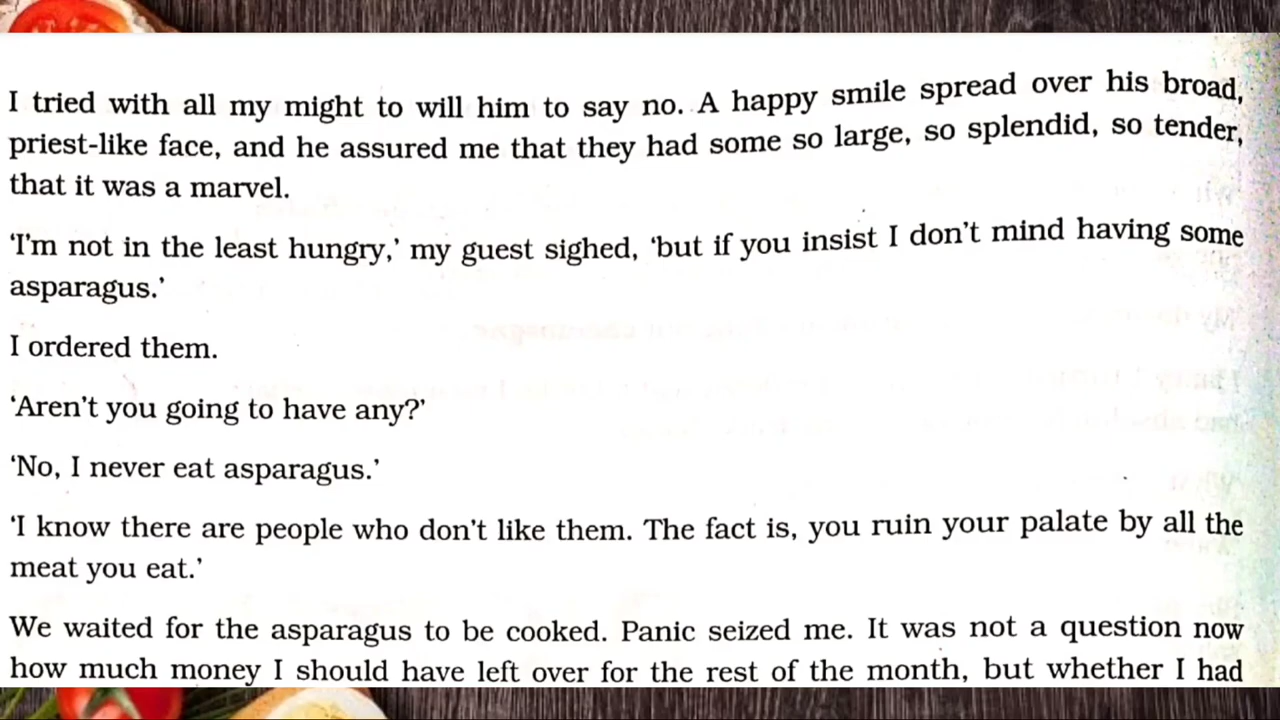 I tried with all my might to will him to say no. A happy smile spread over his broad,
priest-like face, and he assured me that they had some so large, so splendid, so tender,
that it was a marvel.
‘I'm not in the least hungry,’ my guest sighed, ‘but if you insist I don't mind having some
asparagus.’
I ordered them.
‘Aren't you going to have any?’
‘No, I never eat asparagus.’
‘I know there are people who don't like them. The fact is, you ruin your palate by all the
meat you eat.’
We waited for the asparagus to be cooked. Panic seized me. It was not a question now
how much money I should have left over for the rest of the month, but whether I had